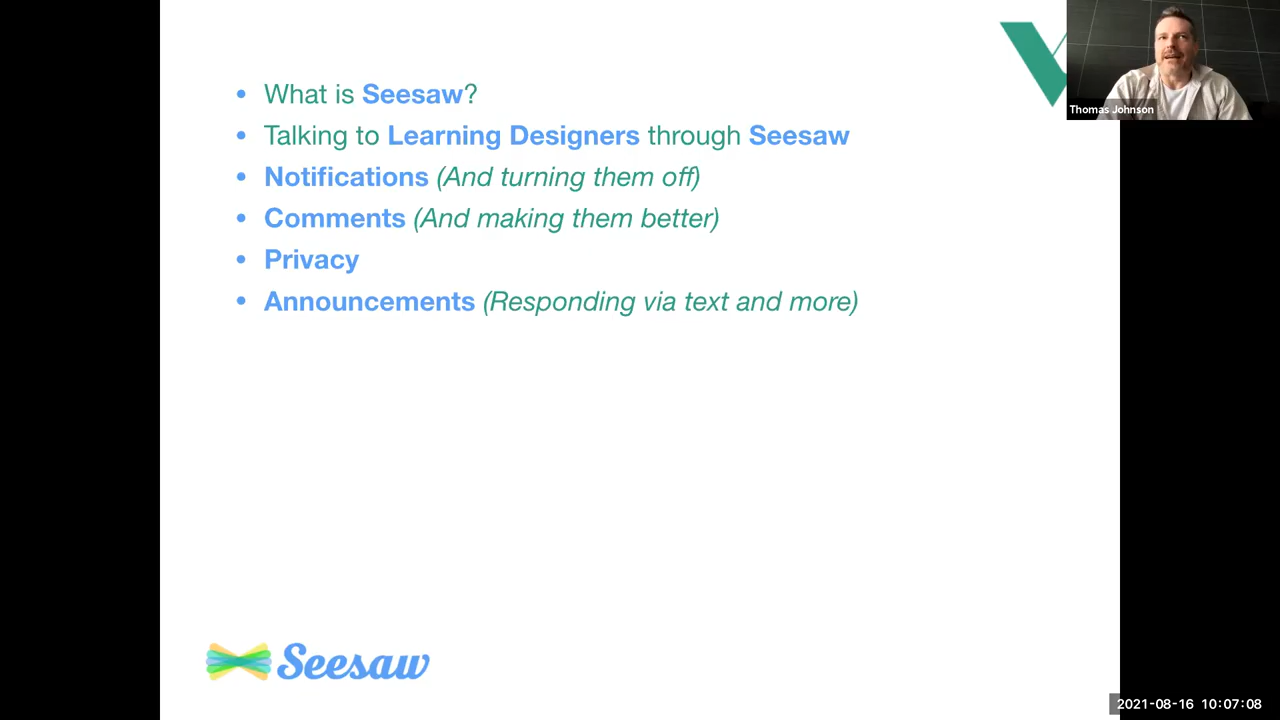 • What is Seesaw?
• Talking to Learning Designers through Seesaw
• Notifications (And turning them off)
• Comments (And making them better)
• Privacy
• Announcements (Responding via text and more)
Thomas Johnson
Seesaw
2021-08-16 10:07:08